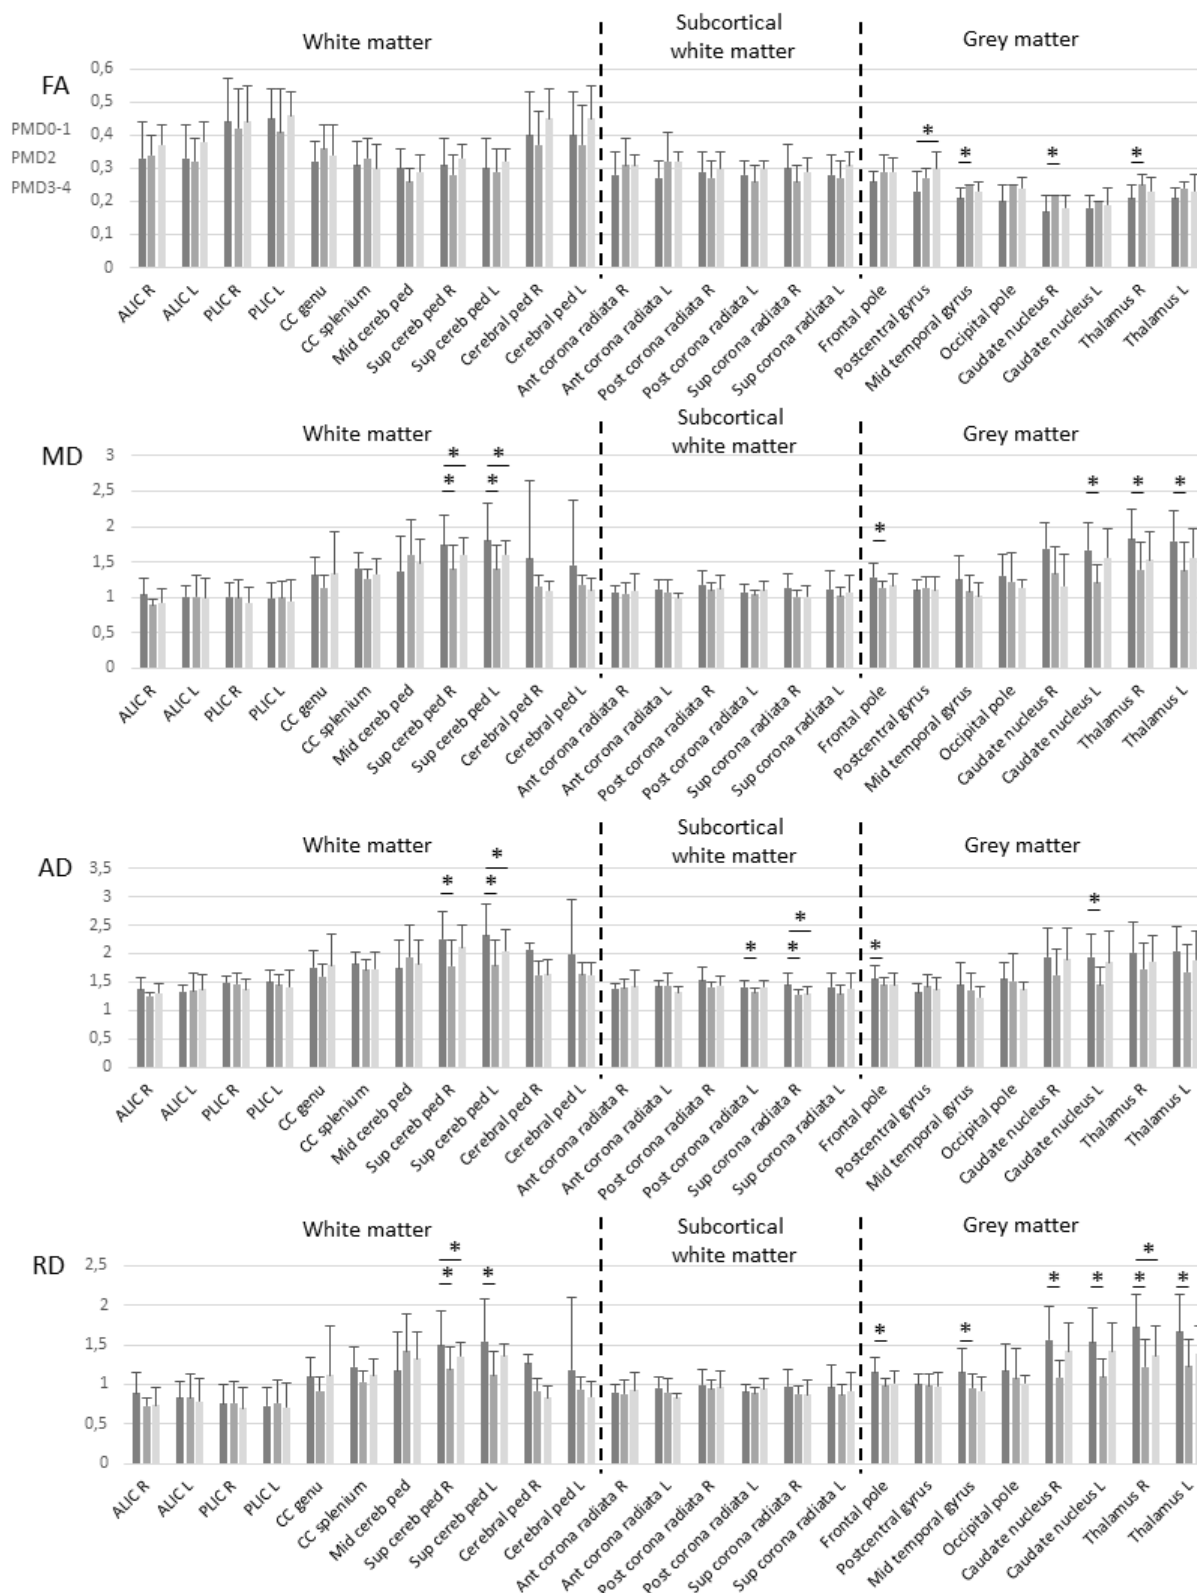 White matter
Subcortical
white matter
Grey matter
FA
PMD0-1
PMD2
PMD3-4
0,6
0,5
0,4
0,3
0,2
0,1
0
* * * *
ALIC R
ALIC L
PLIC R
PLIC L
CC genu
CC splenium
Mid cereb ped
Sup cereb ped R
Sup cereb ped L
Cerebral ped R
Cerebral ped L
Ant corona radiata R
Ant corona radiata L
Post corona radiata R
Post corona radiata L
Sup corona radiata R
Sup corona radiata L
Frontal pole
Postcentral gyrus
Mid temporal gyrus
Occipital pole
Caudate nucleus R
Caudate nucleus L
Thalamus R
Thalamus L
White matter
Subcortical
white matter
Grey matter
MD
3
2,5
2
1,5
1
0,5
0
* *
* * * * * *
ALIC R
ALIC L
PLIC R
PLIC L
CC genu
CC splenium
Mid cereb ped
Sup cereb ped R
Sup cereb ped L
Cerebral ped R
Cerebral ped L
Ant corona radiata R
Ant corona radiata L
Post corona radiata R
Post corona radiata L
Sup corona radiata R
Sup corona radiata L
Frontal pole
Postcentral gyrus
Mid temporal gyrus
Occipital pole
Caudate nucleus R
Caudate nucleus L
Thalamus R
Thalamus L
White matter
Subcortical
white matter
Grey matter
AD
3,5
3
2,5
2
1,5
1
0,5
0
* *
* * * * * *
ALIC R
ALIC L
PLIC R
PLIC L
CC genu
CC splenium
Mid cereb ped
Sup cereb ped R
Sup cereb ped L
Cerebral ped R
Cerebral ped L
Ant corona radiata R
Ant corona radiata L
Post corona radiata R
Post corona radiata L
Sup corona radiata R
Sup corona radiata L
Frontal pole
Postcentral gyrus
Mid temporal gyrus
Occipital pole
Caudate nucleus R
Caudate nucleus L
Thalamus R
Thalamus L
White matter
Subcortical
white matter
Grey matter
RD
2,5
2
1,5
1
0,5
0
* *
* * * * * * * *
ALIC R
ALIC L
PLIC R
PLIC L
CC genu
CC splenium
Mid cereb ped
Sup cereb ped R
Sup cereb ped L
Cerebral ped R
Cerebral ped L
Ant corona radiata R
Ant corona radiata L
Post corona radiata R
Post corona radiata L
Sup corona radiata R
Sup corona radiata L
Frontal pole
Postcentral gyrus
Mid temporal gyrus
Occipital pole
Caudate nucleus R
Caudate nucleus L
Thalamus R
Thalamus L